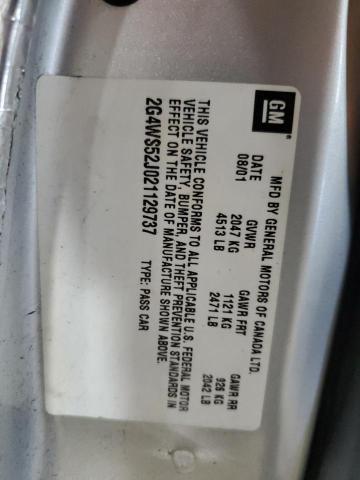 GM
MFD BY GENERAL MOTORS OF CANADA LTD.
DATE GVWR GAWR FRT GAWR RR
08/01 2047 KG 1121 KG 926 KG
4513 LB 2471 LB 2042 LB
THIS VEHICLE CONFORMS TO ALL APPLICABLE U.S. FEDERAL MOTOR
VEHICLE SAFETY, BUMPER, AND THEFT PREVENTION STANDARDS IN
EFFECT ON THE DATE OF MANUFACTURE SHOWN ABOVE.
2G4WS52J021129737 TYPE: PASS CAR